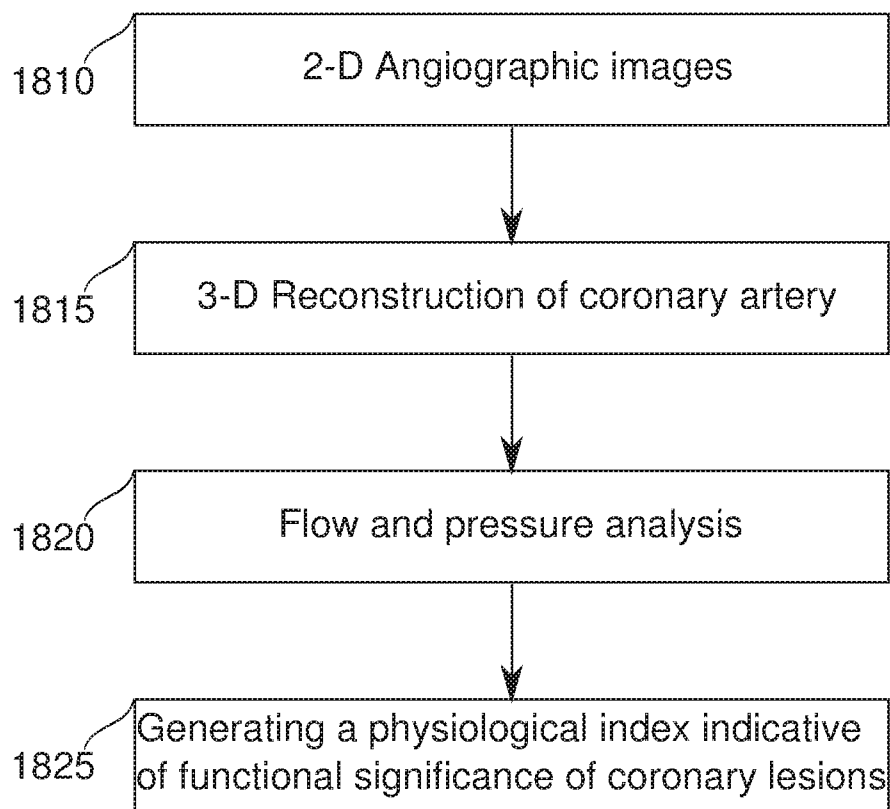 1810
2-D Angiographic images
1815
3-D Reconstruction of coronary artery
1820
Flow and pressure analysis
1825
Generating a physiological index indicative
of functional significance of coronary lesions